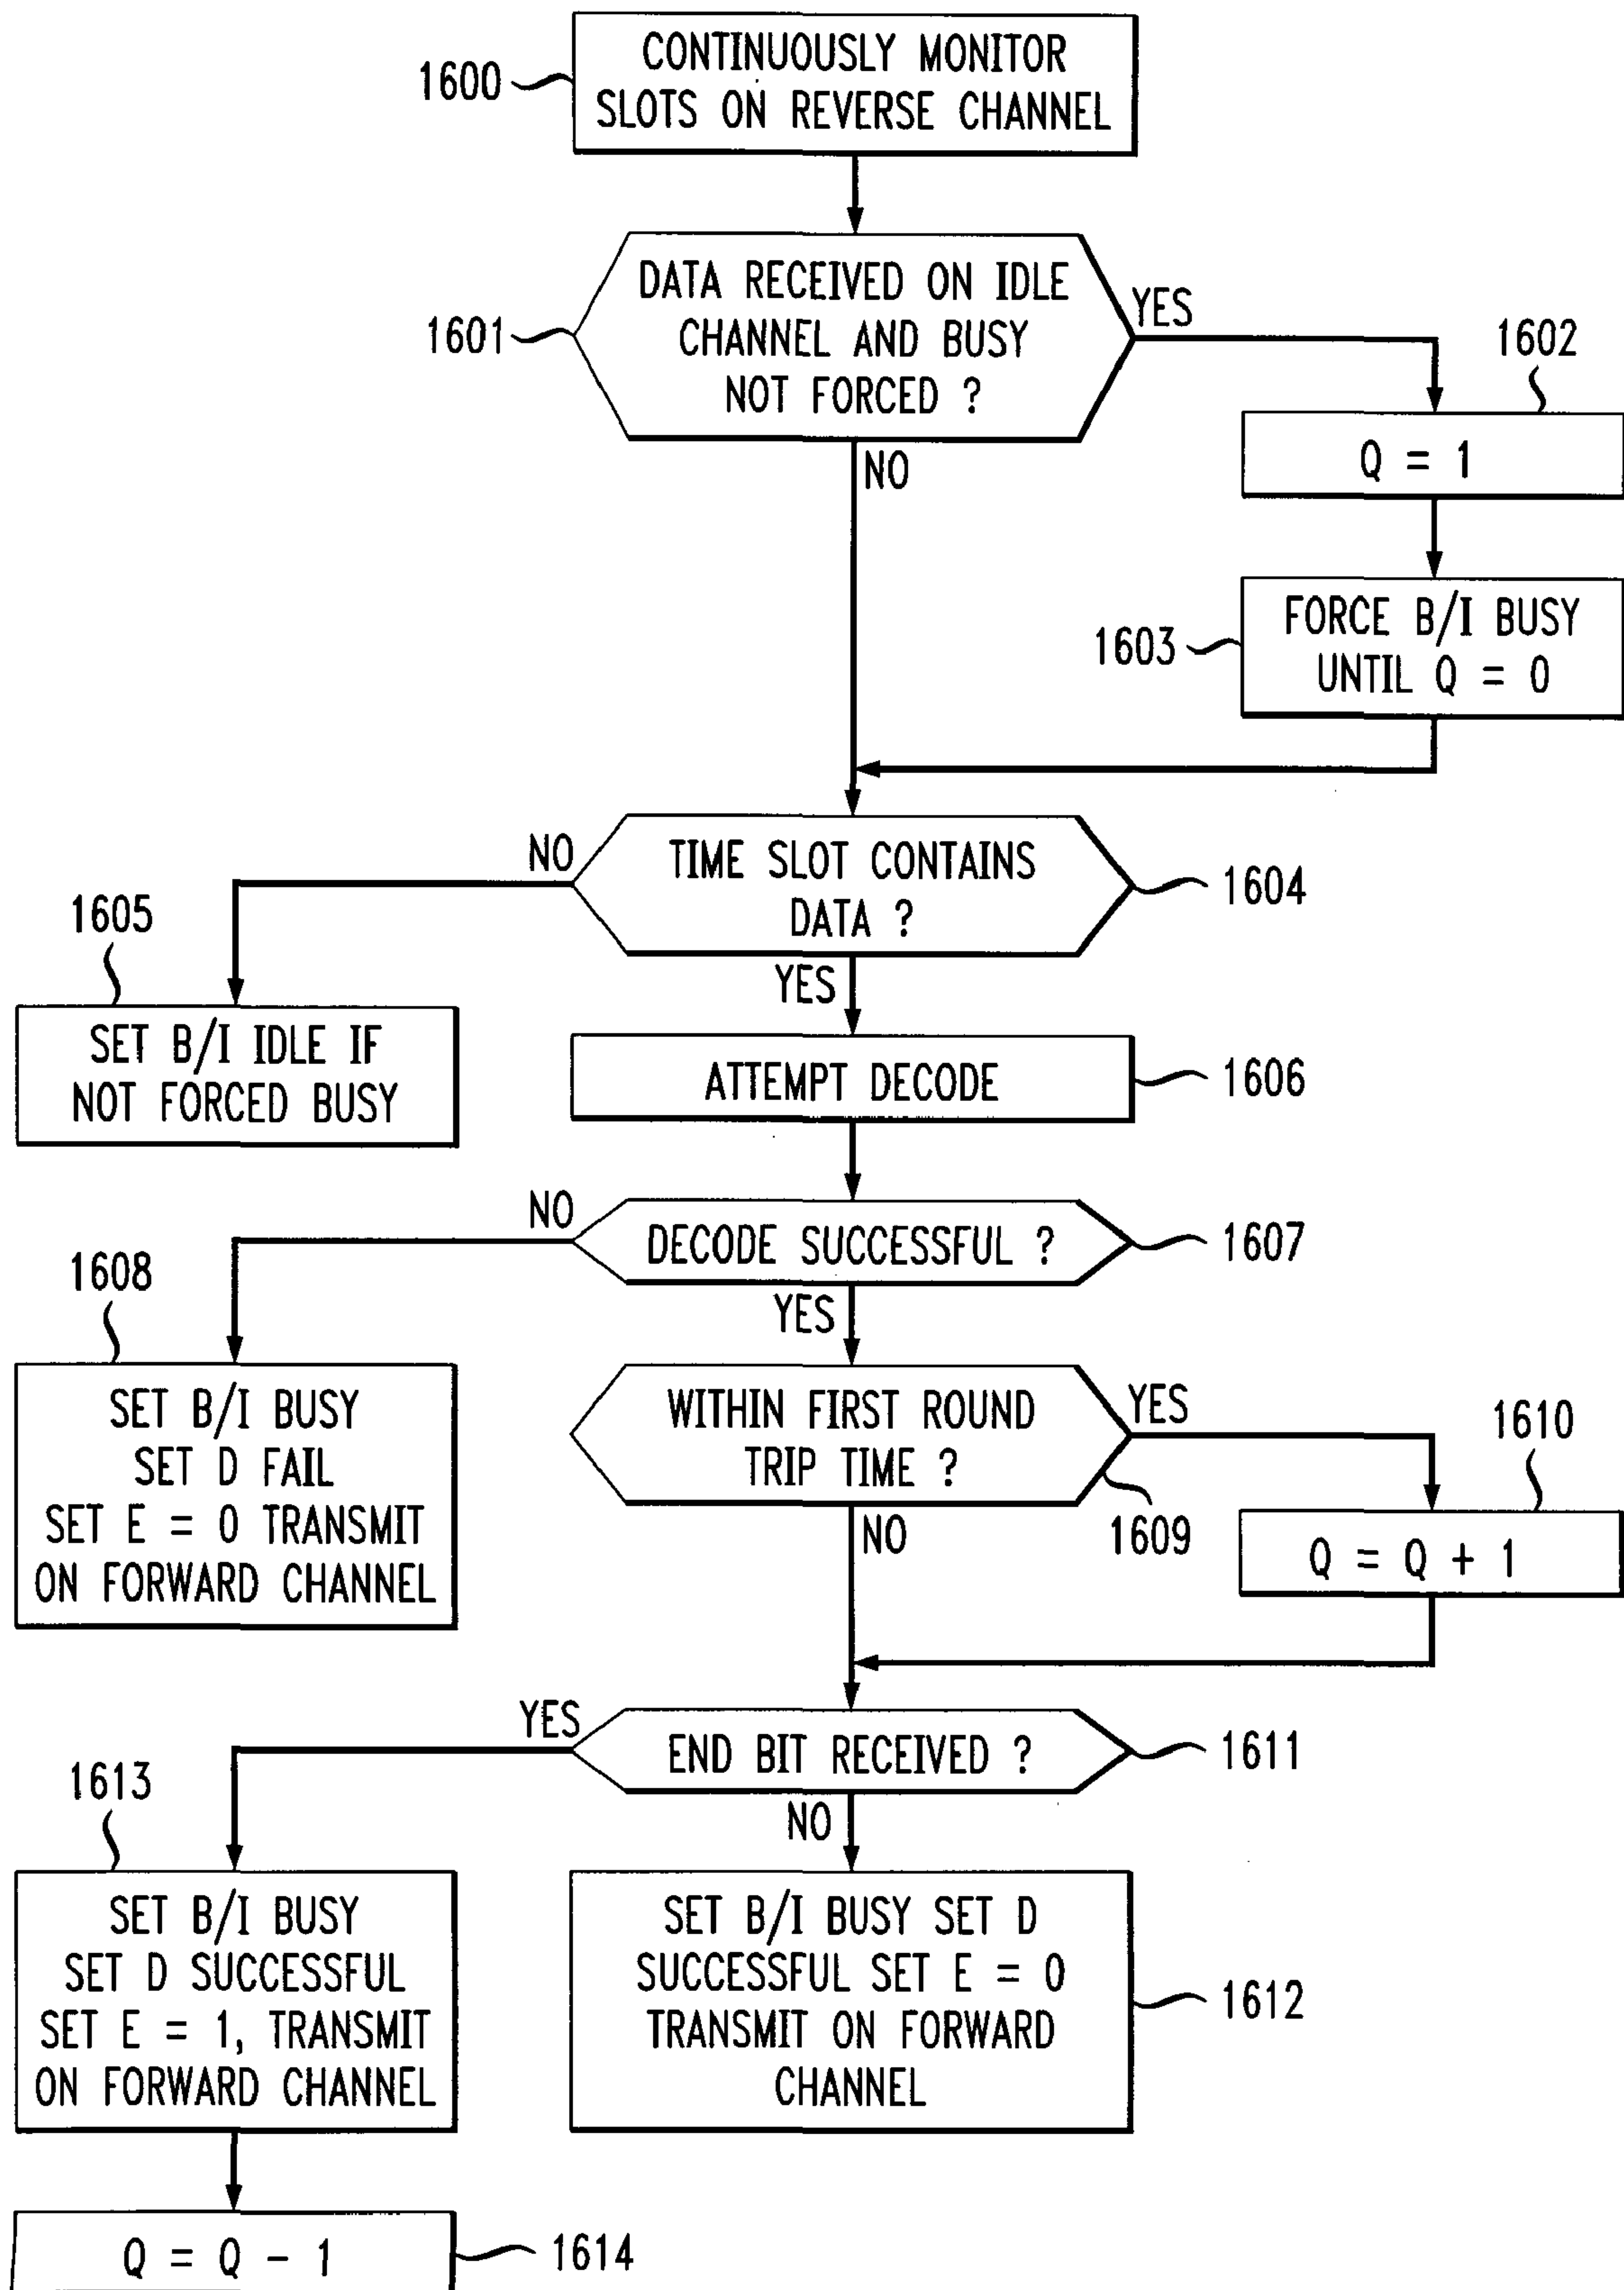 1600
CONTINUOUSLY MONITOR
SLOTS ON REVERSE CHANNEL
1601
DATA RECEIVED ON IDLE
CHANNEL AND BUSY
NOT FORCED ?
YES
NO
1602
Q = 1
1603
FORCE B/I BUSY
UNTIL Q = 0
NO
TIME SLOT CONTAINS
DATA ?
1604
YES
1605
SET B/I IDLE IF
NOT FORCED BUSY
ATTEMPT DECODE
1606
NO
DECODE SUCCESSFUL ?
1607
YES
1608
SET B/I BUSY
SET D FAIL
SET E = 0 TRANSMIT
ON FORWARD CHANNEL
WITHIN FIRST ROUND
TRIP TIME ?
YES
1609
NO
1610
Q = Q + 1
YES
END BIT RECEIVED ?
1611
NO
1613
SET B/I BUSY
SET D SUCCESSFUL
SET E = 1, TRANSMIT
ON FORWARD CHANNEL
SET B/I BUSY SET D
SUCCESSFUL SET E = 0
TRANSMIT ON FORWARD
CHANNEL
1612
Q = Q - 1
1614